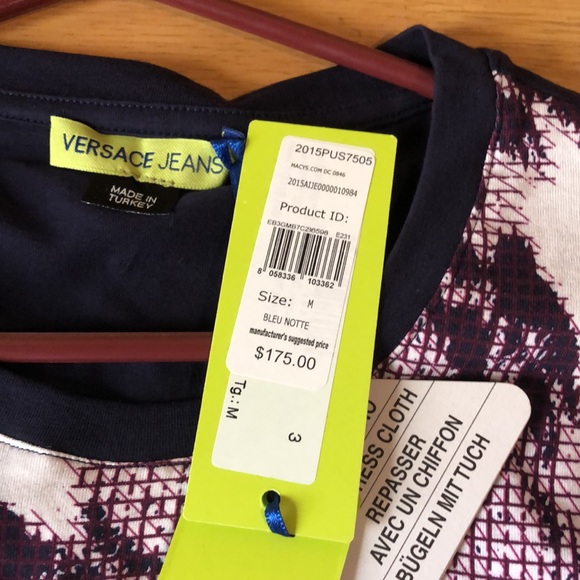 VERSACE JEANS
MADE IN
TURKEY
2015PUS7505
MACYS.COM DC 0846
2015AIJE0000010984
Product ID:
E231
8 058336 103362
Size: M
BLEU NOTTE
manufacturer's suggested price
$175.00
Tg.: M
3
CLOTH
REPASSER
AVEC UN CHIFFON
BÜGELN MIT TUCH